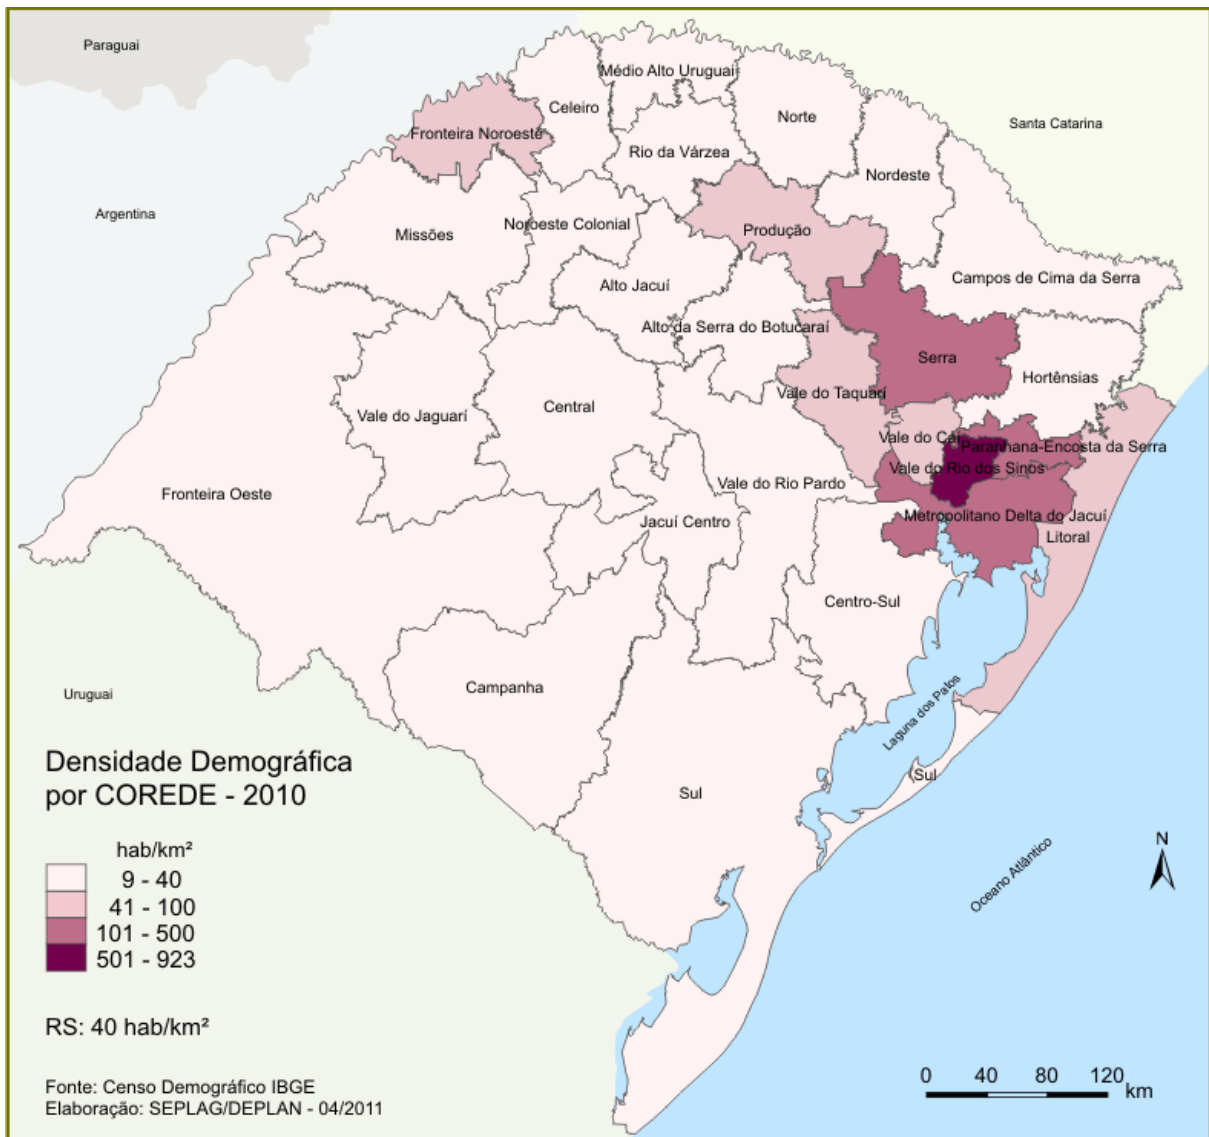 Paraguai
Médio Alto Uruguai
Celeiro
Norte
Santa Catarina
Fronteira Noroeste
Rio da Várzea
Nordeste
Argentina
Missões
Noroeste Colonial
Produção
Campos de Cima da Serra
Alto Jacuí
Alto da Serra do Botucaraí
Serra
Hortênsias
Vale do Taquarí
Central
Vale do Jaguarí
Vale do Caí
Paranhana-Encosta da Serra
Vale do Rio dos Sinos
Vale do Rio Pardo
Fronteira Oeste
Metropolitano Delta do Jacuí
Jacuí Centro
Litoral
Centro-Sul
Campanha
Uruguai
Laguna dos Patos
Sul
Sul
Oceano Atlântico
N
Densidade Demográfica
por COREDE - 2010
hab/km²
9 - 40
41 - 100
101 - 500
501 - 923
RS: 40 hab/km²
Fonte: Censo Demográfico IBGE
Elaboração: SEPLAG/DEPLAN - 04/2011
0 40 80 120
km